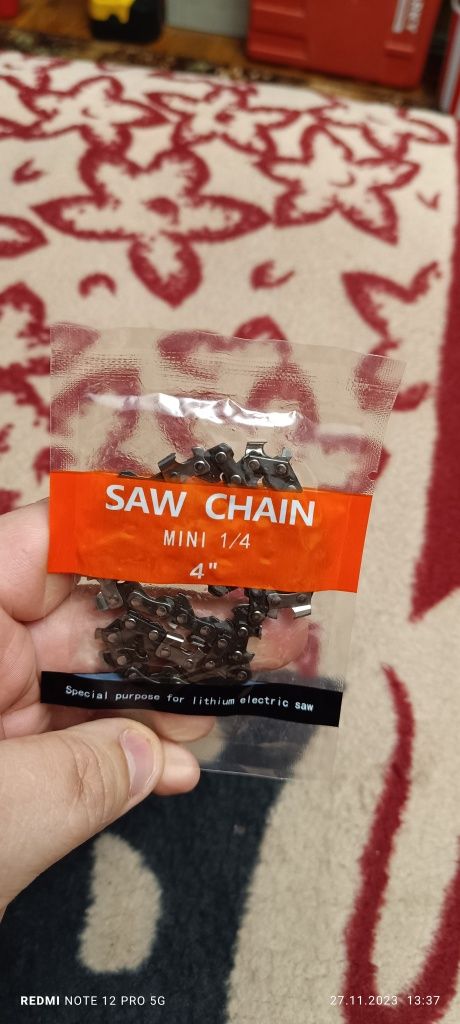 SAW CHAIN
MINI 1/4
4"
Special purpose for lithium electric saw
REDMI NOTE 12 PRO 5G
27.11.2023 13:37